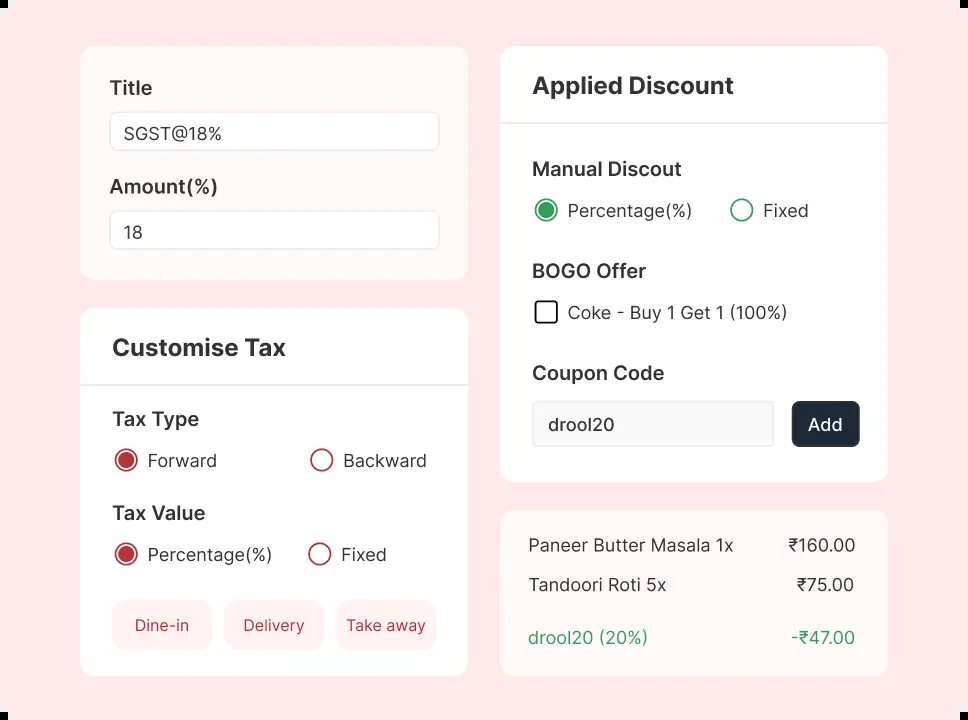 Title
SGST@18%
Amount(%)
18
Customise Tax
Tax Type
Forward Backward
Tax Value
Percentage(%) Fixed
Dine-in Delivery Take away
Applied Discount
Manual Discout
Percentage(%) Fixed
BOGO Offer
Coke - Buy 1 Get 1 (100%)
Coupon Code
drool20 Add
Paneer Butter Masala 1x ₹160.00
Tandoori Roti 5x ₹75.00
drool20 (20%) -₹47.00